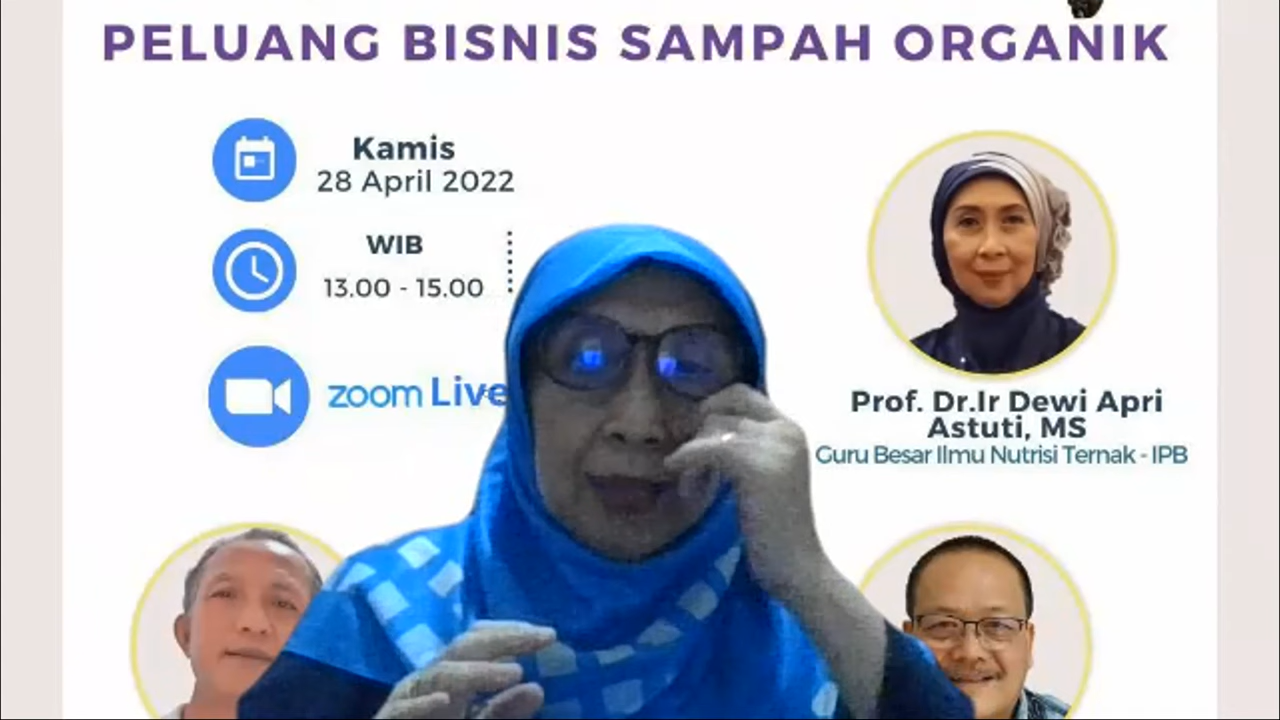 PELUANG BISNIS SAMPAH ORGANIK
Kamis
28 April 2022
WIB
13.00 - 15.00
zoom Live
Prof. Dr.Ir Dewi Apri
Astuti, MS
Guru Besar Ilmu Nutrisi Ternak - IPB